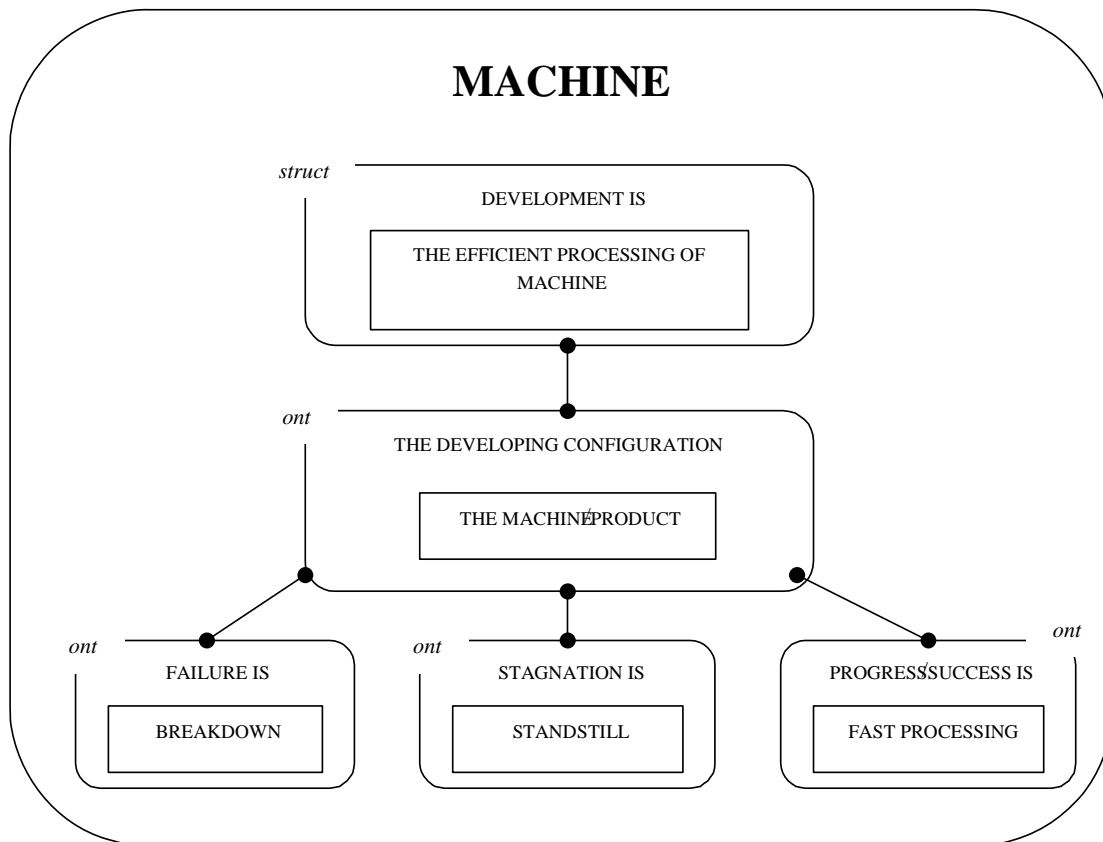 MACHINE
struct
DEVELOPMENT IS
THE EFFICIENT PROCESSING OF
MACHINE
ont
THE DEVELOPING CONFIGURATION
THE MACHINE/PRODUCT
ont
FAILURE IS
BREAKDOWN
ont
STAGNATION IS
STANDSTILL
ont
PROGRESS/SUCCESS IS
FAST PROCESSING